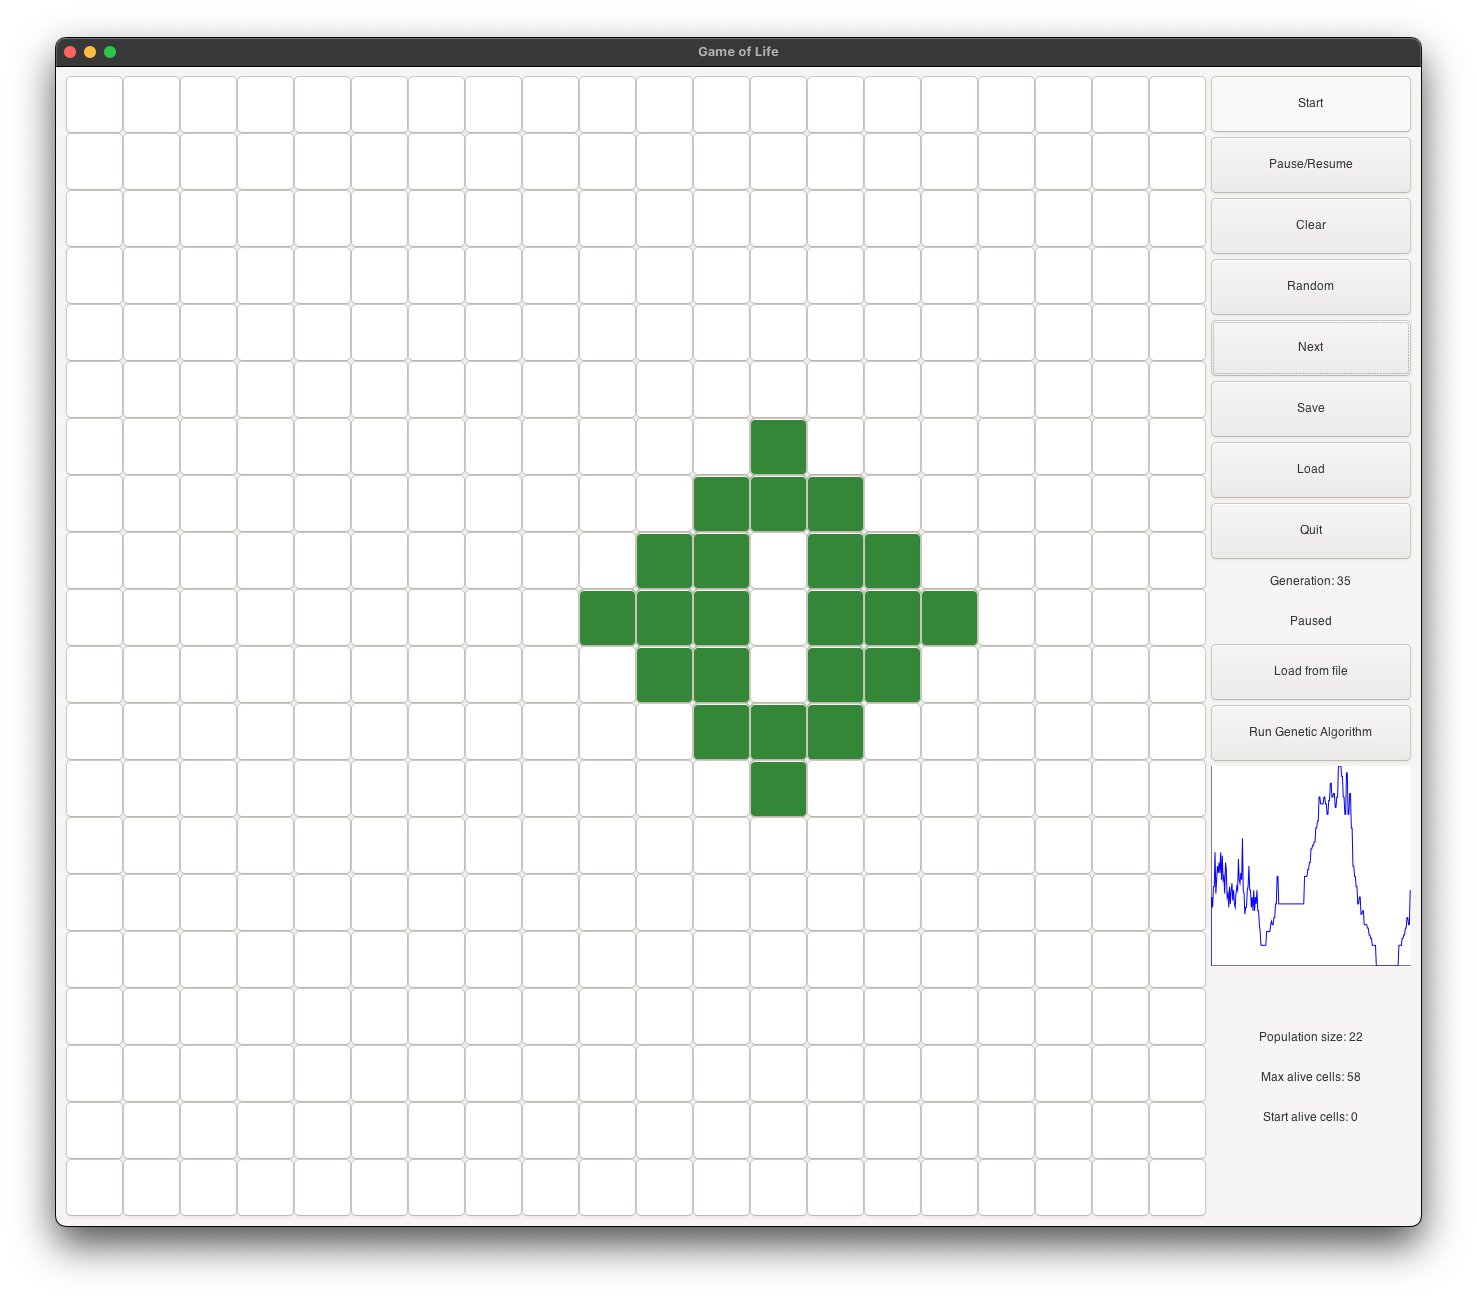 Game of Life
Start
Pause/Resume
Clear
Random
Next
Save
Load
Quit
Generation: 35
Paused
Load from file
Run Genetic Algorithm
Population size: 22
Max alive cells: 58
Start alive cells: 0